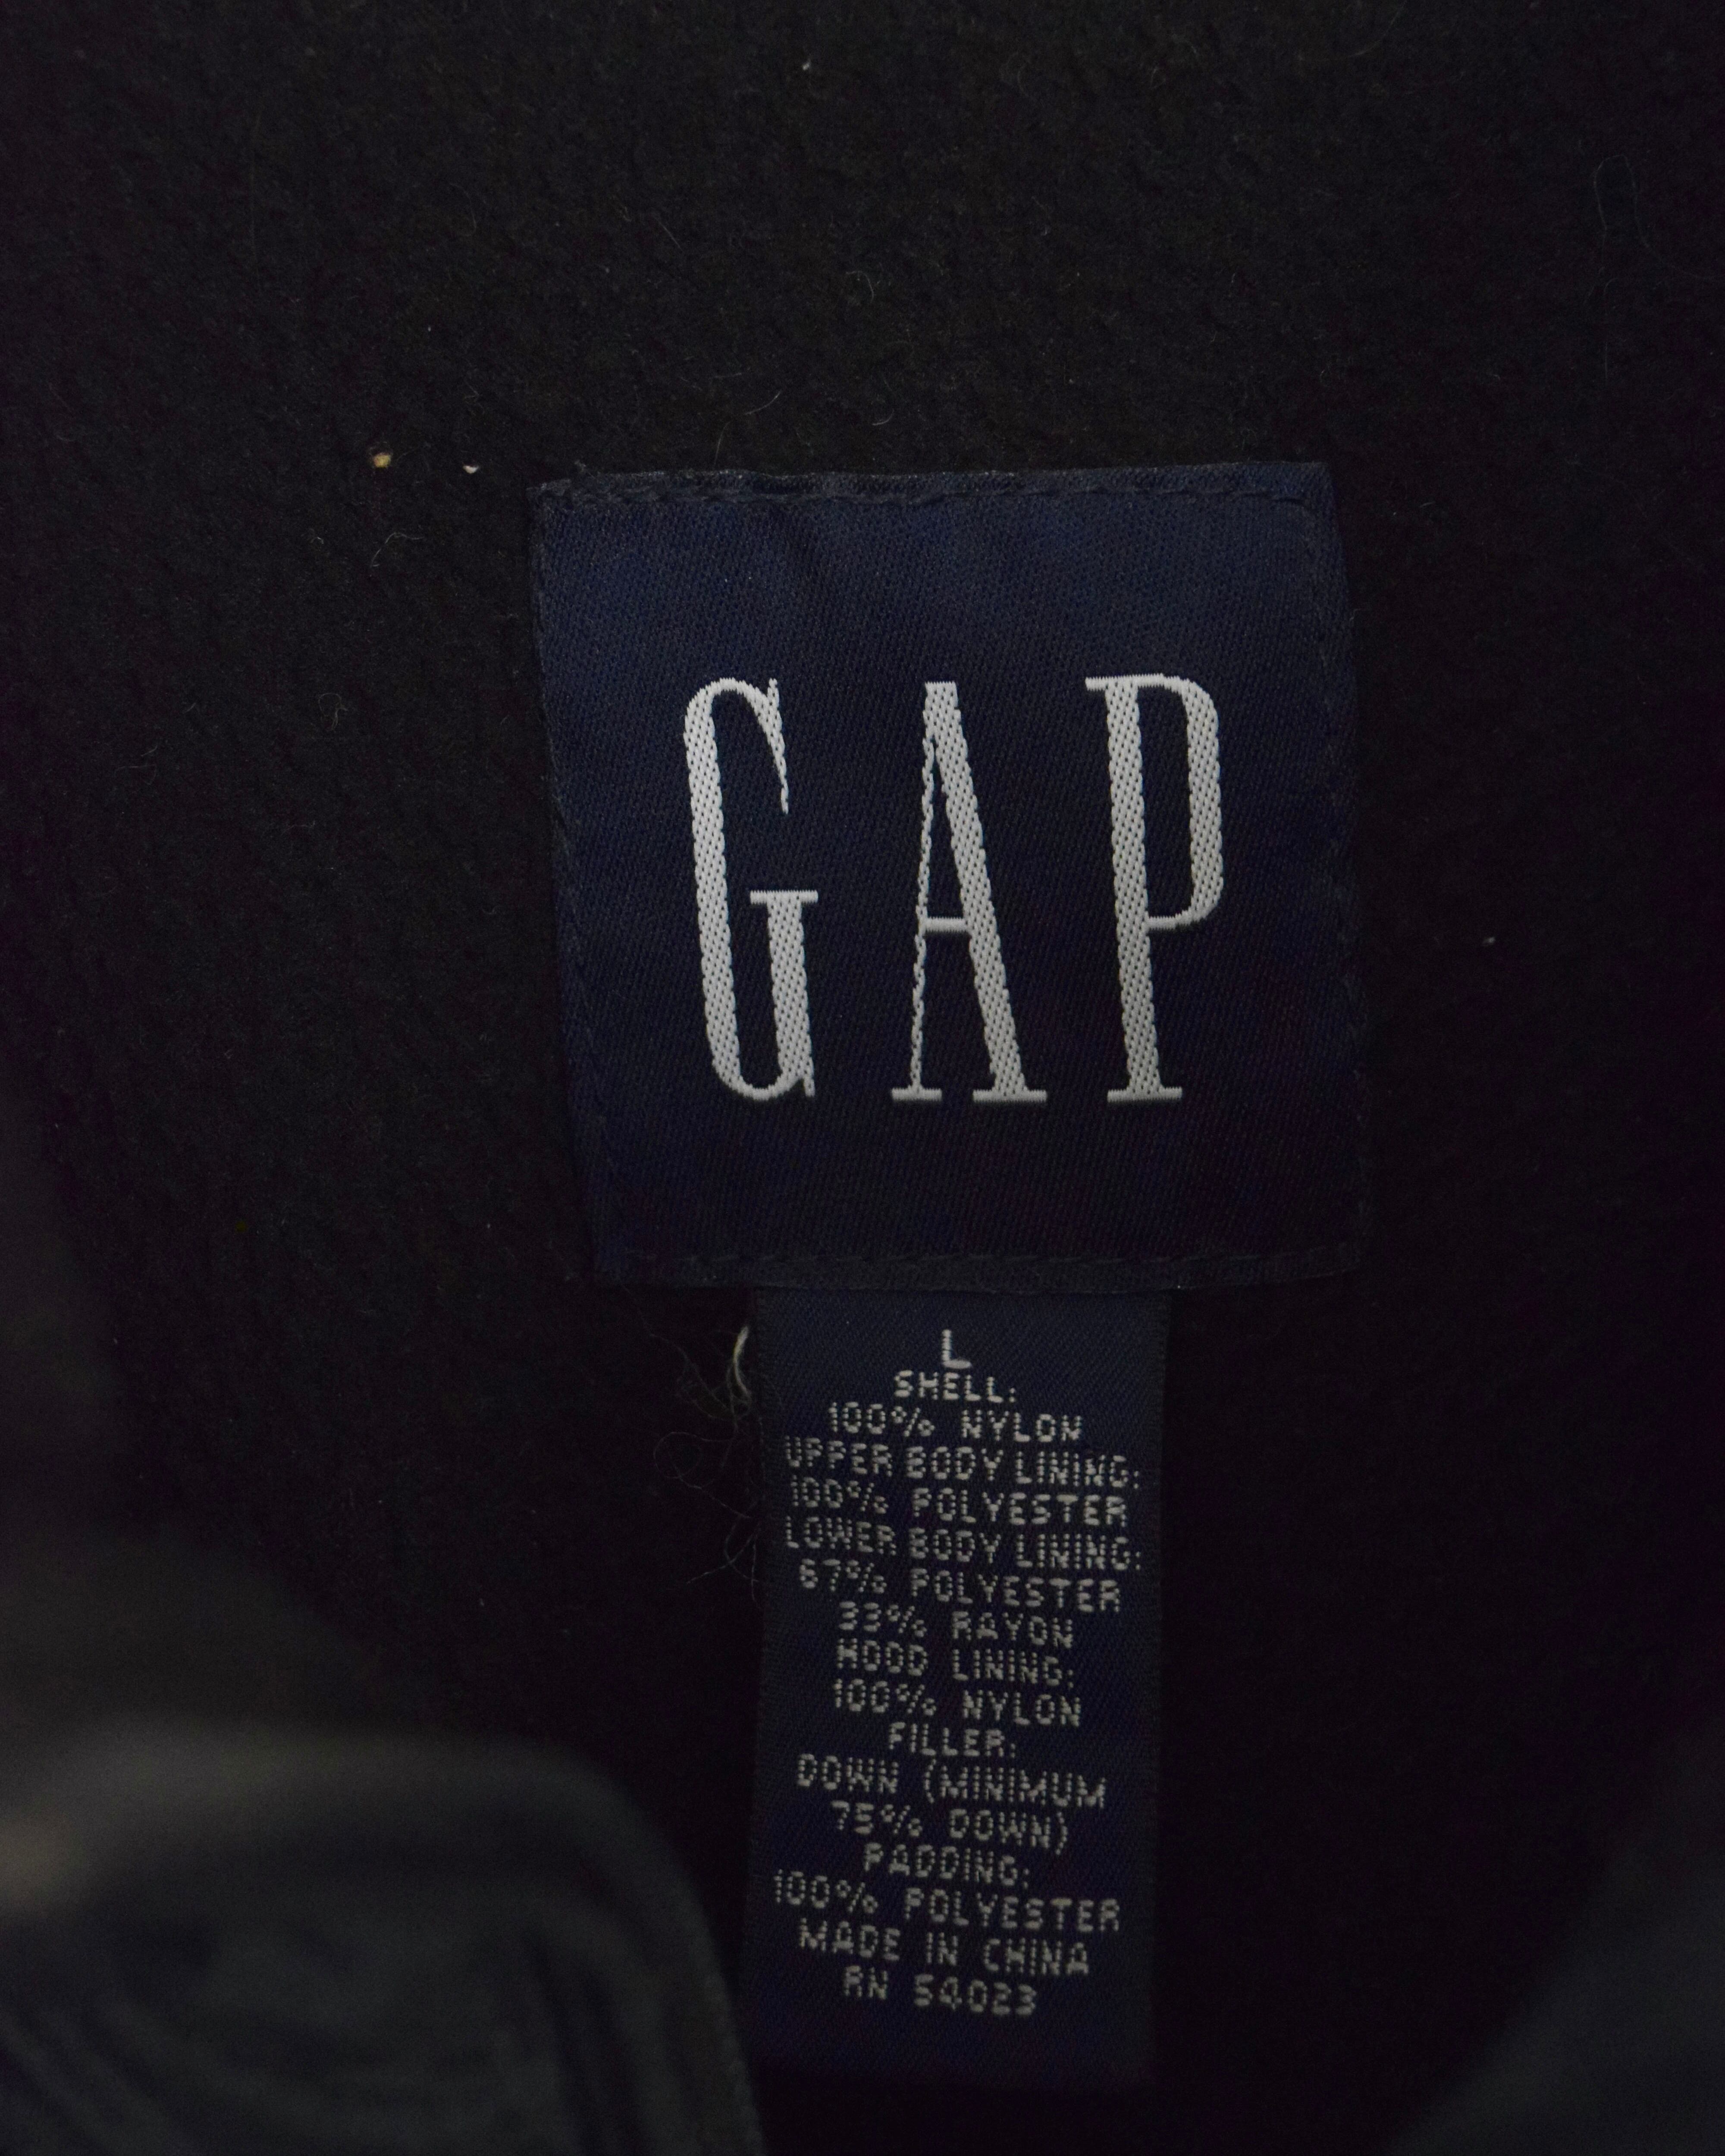 GAP
L
SHELL:
100% NYLON
UPPER BODY LINING:
100% POLYESTER
LOWER BODY LINING:
67% POLYESTER
33% RAYON
HOOD LINING:
100% NYLON
FILLER:
DOWN (MINIMUM
75% DOWN)
PADDING:
100% POLYESTER
MADE IN CHINA
RN 54023